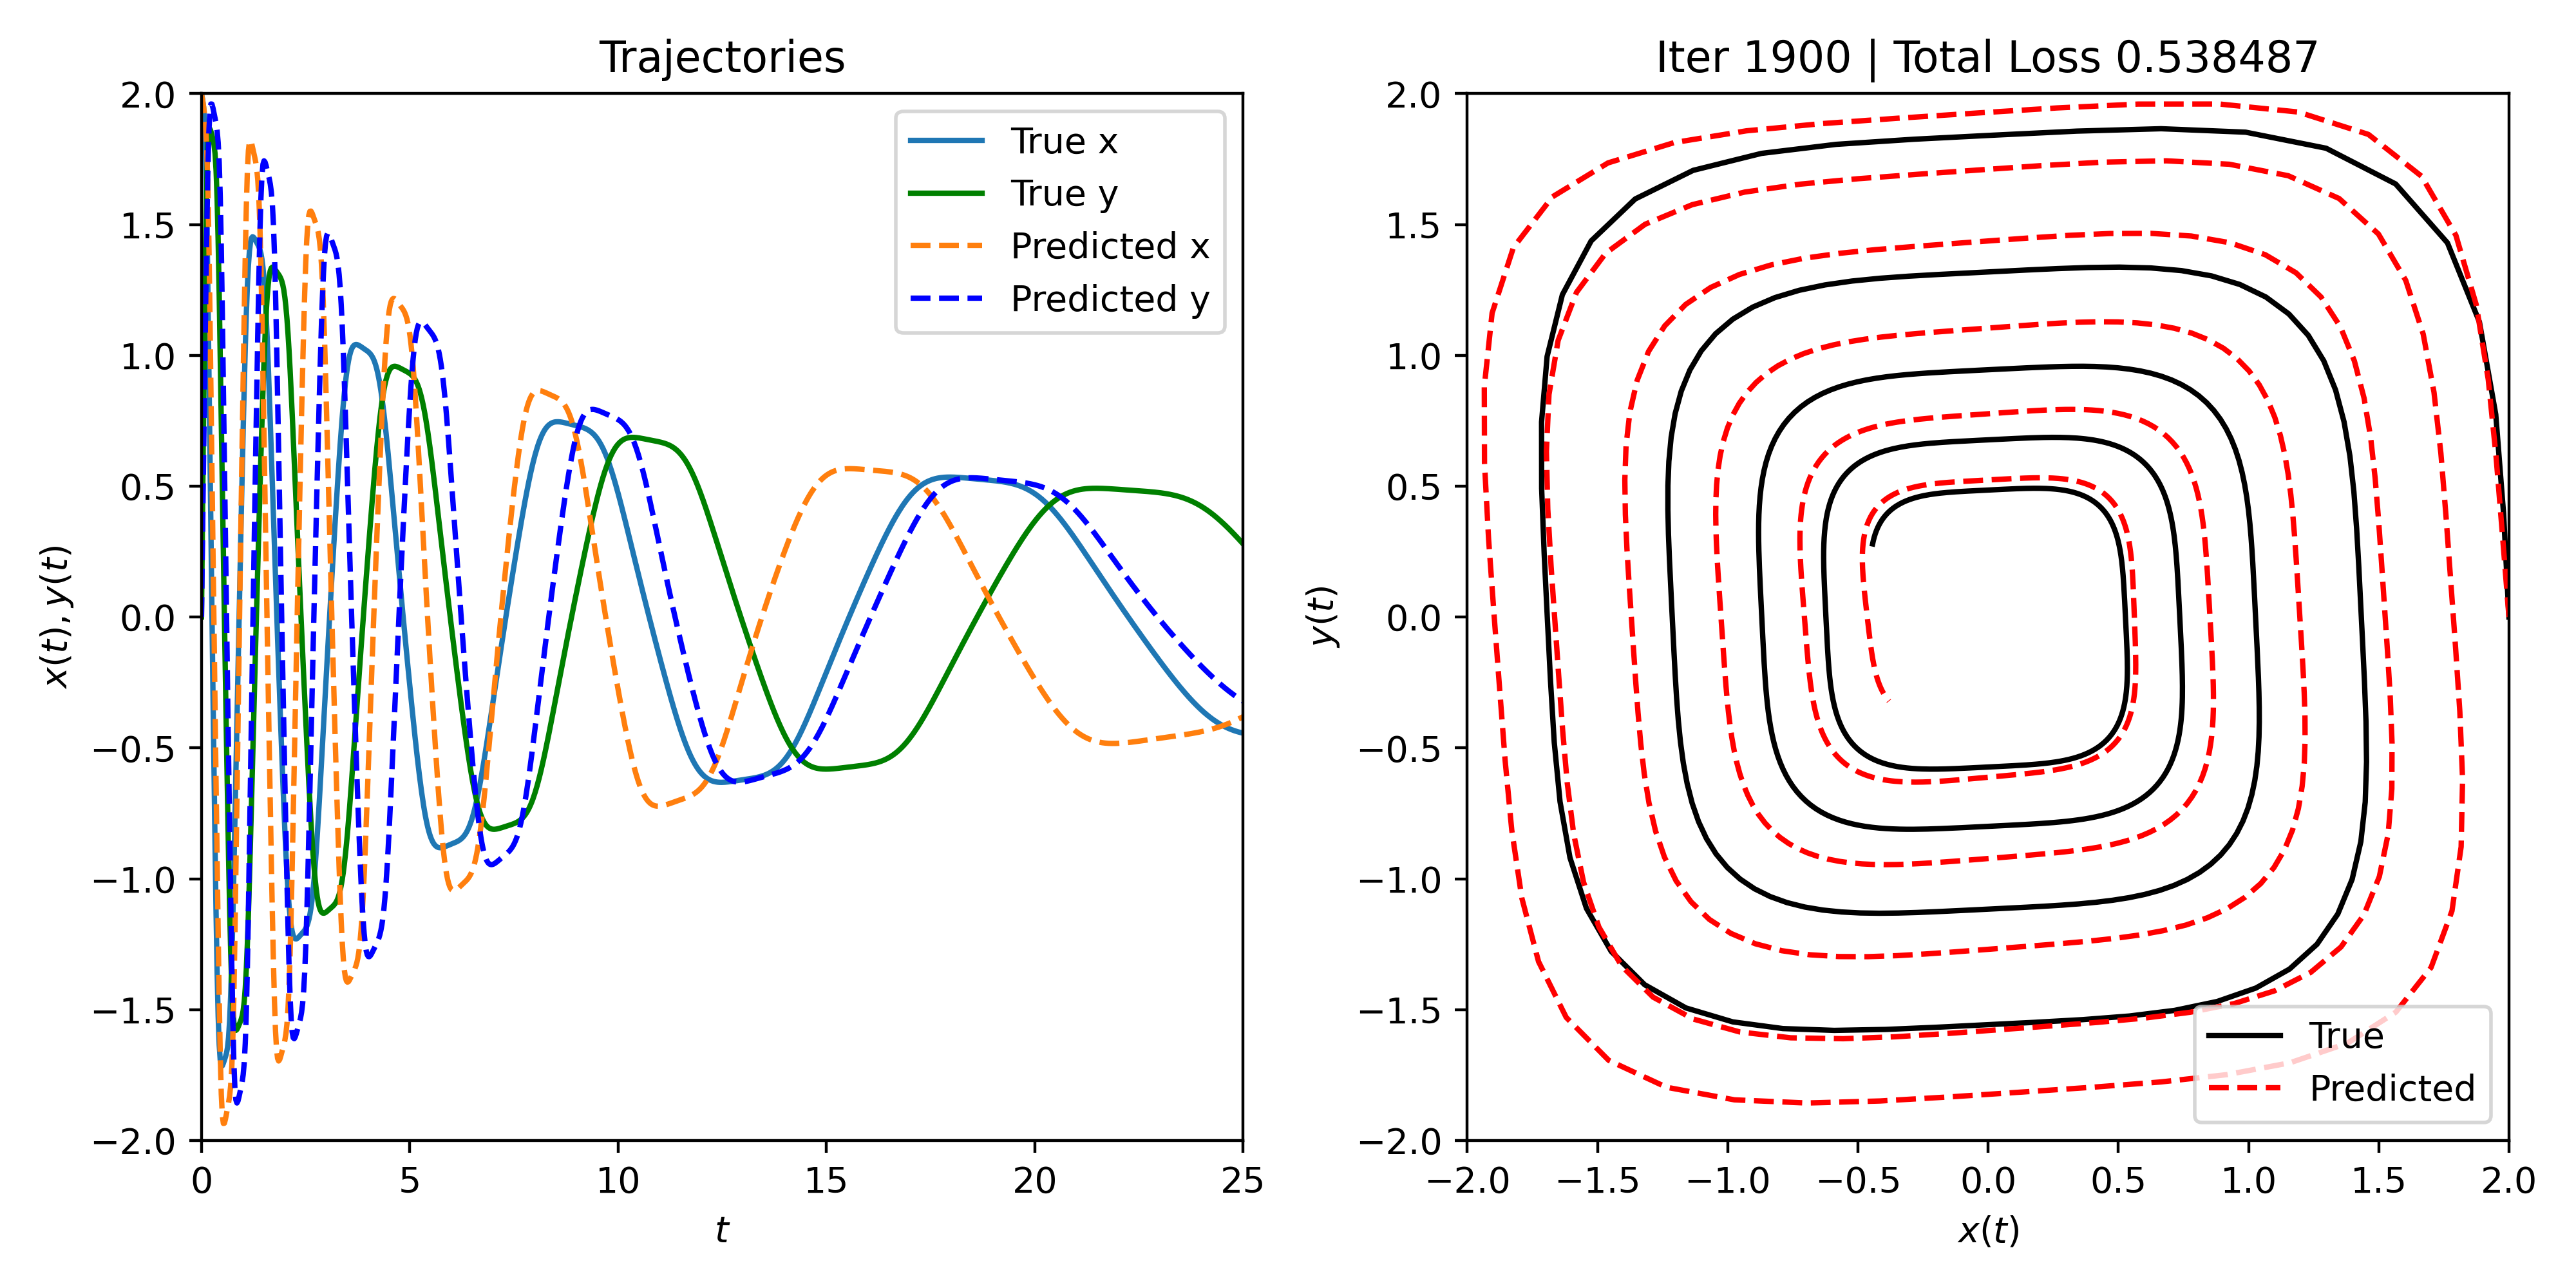 Trajectories
2.0
1.5
1.0
0.5
0.0
−0.5
−1.0
−1.5
−2.0
x(t), y(t)
0 5 10 15 20 25
t
True x
True y
Predicted x
Predicted y
Iter 1900 | Total Loss 0.538487
2.0
1.5
1.0
0.5
0.0
−0.5
−1.0
−1.5
−2.0
y(t)
−2.0 −1.5 −1.0 −0.5 0.0 0.5 1.0 1.5 2.0
x(t)
True
Predicted